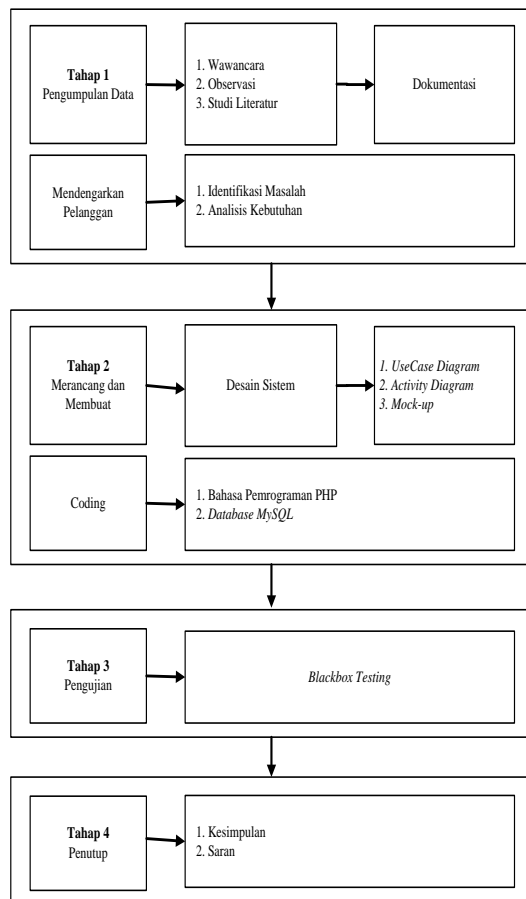 Tahap 1
Pengumpulan Data
1. Wawancara
2. Observasi
3. Studi Literatur
Dokumentasi
Mendengarkan
Pelanggan
1. Identifikasi Masalah
2. Analisis Kebutuhan
Tahap 2
Merancang dan
Membuat
Desain Sistem
1. UseCase Diagram
2. Activity Diagram
3. Mock-up
Coding
1. Bahasa Pemrograman PHP
2. Database MySQL
Tahap 3
Pengujian
Blackbox Testing
Tahap 4
Penutup
1. Kesimpulan
2. Saran